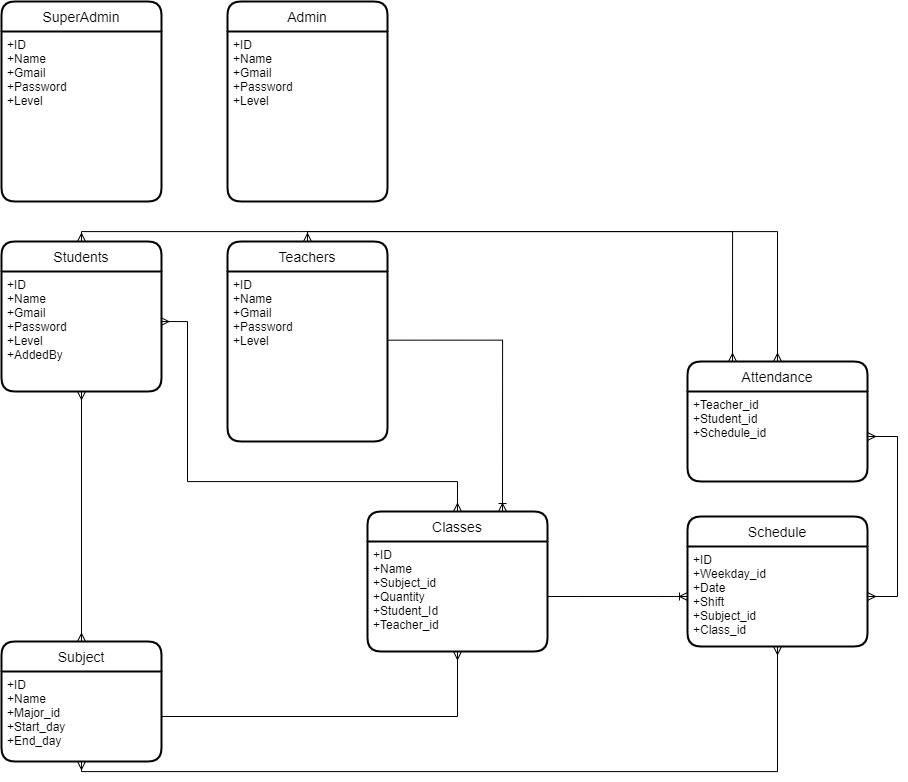 SuperAdmin
+ID
+Name
+Gmail
+Password
+Level
Admin
+ID
+Name
+Gmail
+Password
+Level
Students
+ID
+Name
+Gmail
+Password
+Level
+AddedBy
Teachers
+ID
+Name
+Gmail
+Password
+Level
Attendance
+Teacher_id
+Student_id
+Schedule_id
Classes
+ID
+Name
+Subject_id
+Quantity
+Student_Id
+Teacher_id
Schedule
+ID
+Weekday_id
+Date
+Shift
+Subject_id
+Class_id
Subject
+ID
+Name
+Major_id
+Start_day
+End_day